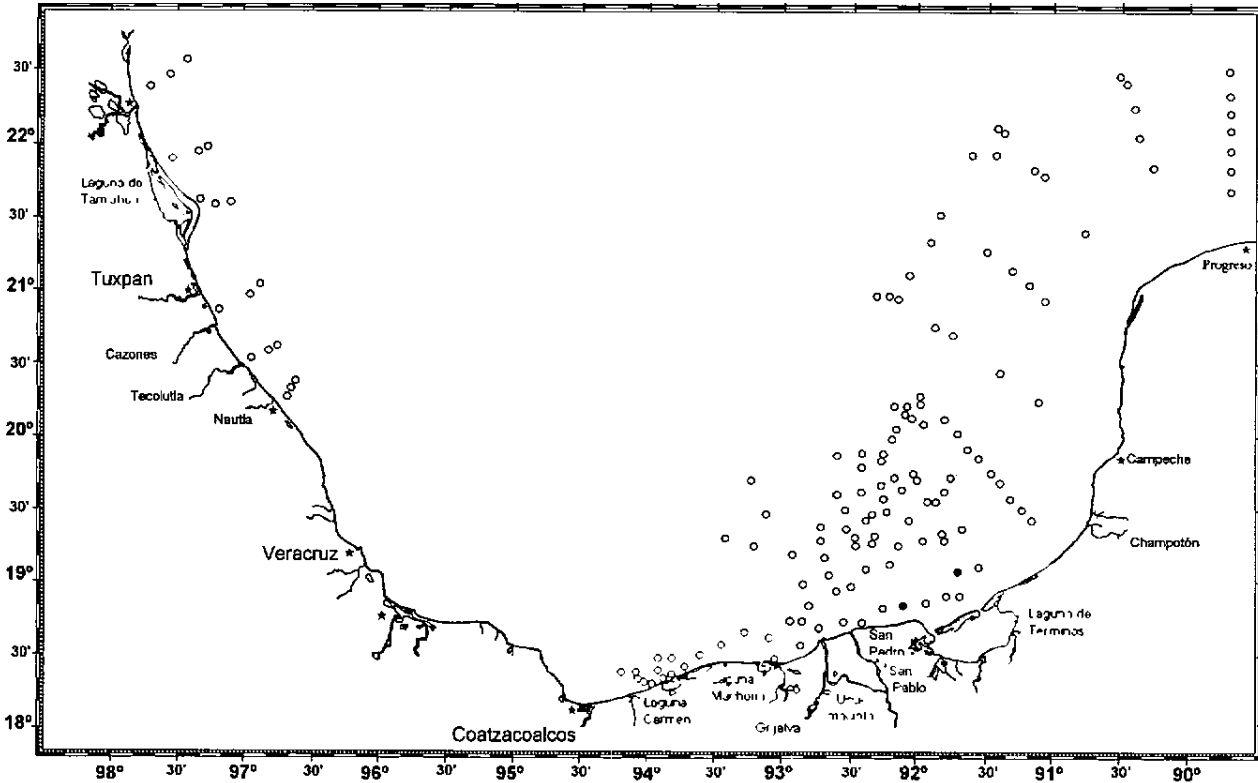 30'
22°
Laguna de
30'
Progreso
Tuxpan
21°
Cazones
30'
Tecolutla
Nautla
20°
Campeche
30'
Veracruz
Champotón
19°
Laguna de
Terminos
San
Pedro
30'
San
Pablo
Laguna
Laguna
Carmen
Grijalva
18°
Coatzacoalcos
98° 30' 97° 30' 96° 30' 95° 30' 94° 30' 93° 30' 92° 30' 91° 30' 90°